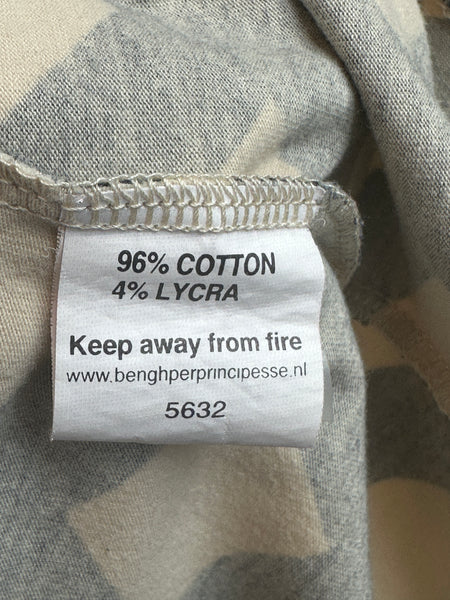 96% COTTON
4% LYCRA
Keep away from fire
www.benghperprincipesse.nl
5632